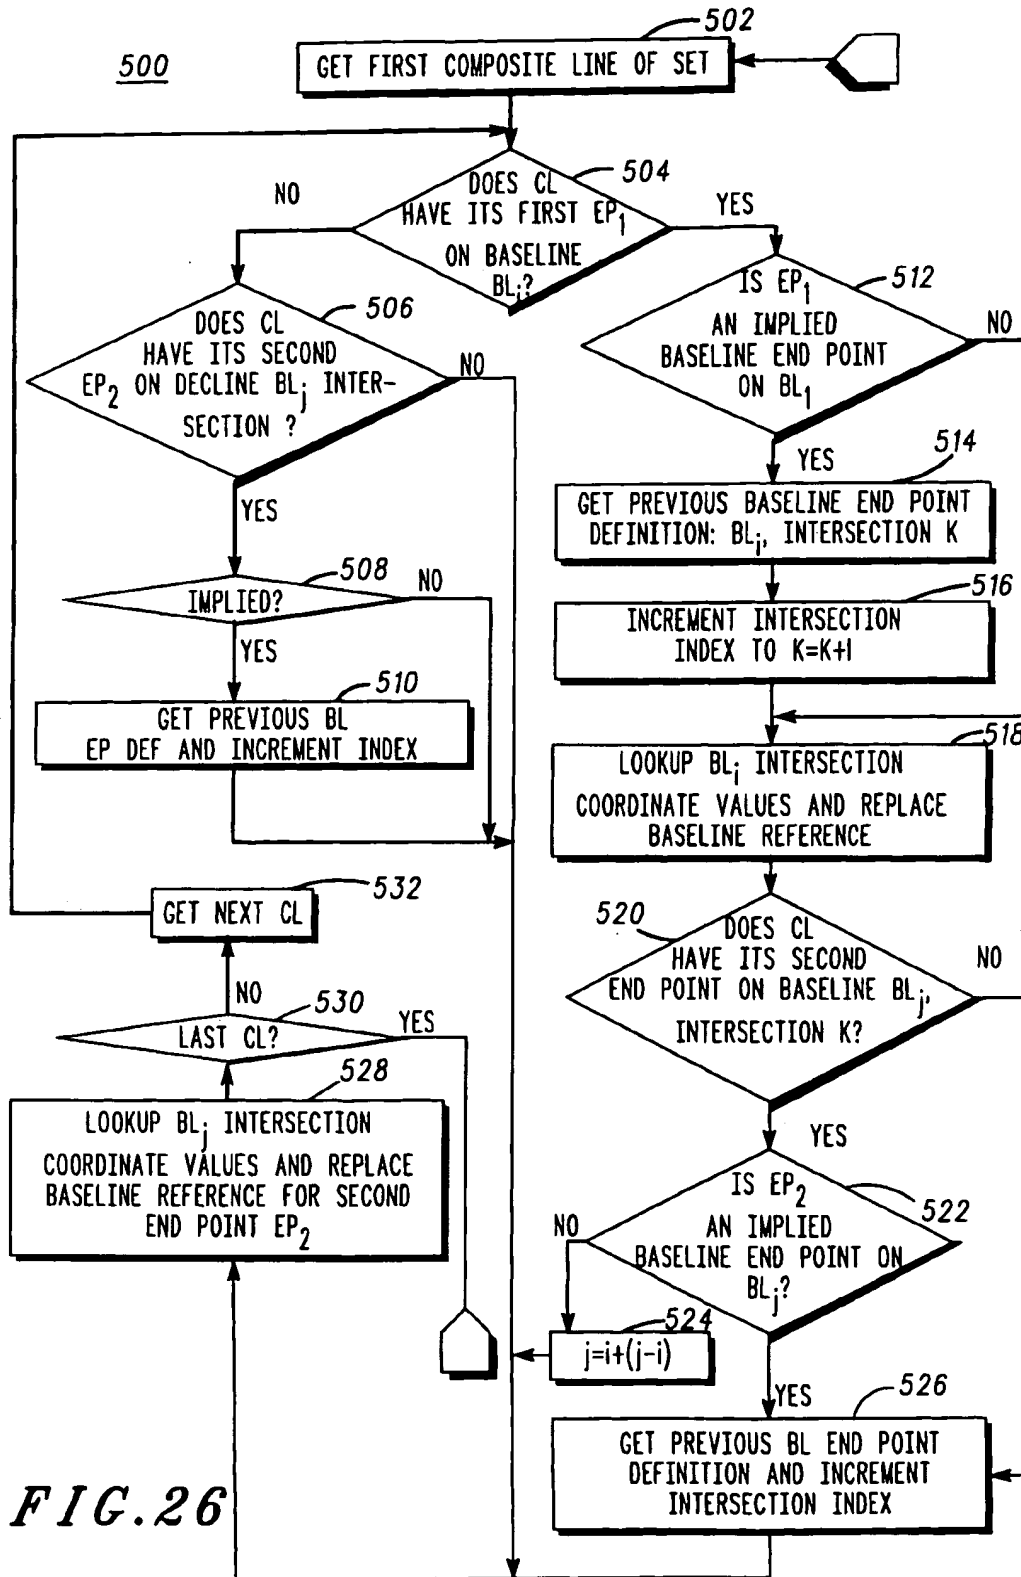 500
502
GET FIRST COMPOSITE LINE OF SET
504
DOES CL
HAVE ITS FIRST EP₁
ON BASELINE
BLᵢ?
NO
YES
506
DOES CL
HAVE ITS SECOND
EP₂ ON DECLINE BLⱼ INTER-
SECTION ?
NO
YES
508
IMPLIED?
NO
YES
510
GET PREVIOUS BL
EP DEF AND INCREMENT INDEX
512
IS EP₁
AN IMPLIED
BASELINE END POINT
ON BL₁
NO
YES
514
GET PREVIOUS BASELINE END POINT
DEFINITION: BLᵢ, INTERSECTION K
516
INCREMENT INTERSECTION
INDEX TO K=K+1
518
LOOKUP BLᵢ INTERSECTION
COORDINATE VALUES AND REPLACE
BASELINE REFERENCE
520
DOES CL
HAVE ITS SECOND
END POINT ON BASELINE BLⱼ,
INTERSECTION K?
NO
YES
522
IS EP₂
AN IMPLIED
BASELINE END POINT ON
BLⱼ?
NO
YES
524
j=i+(j-i)
526
GET PREVIOUS BL END POINT
DEFINITION AND INCREMENT
INTERSECTION INDEX
532
GET NEXT CL
NO
530
LAST CL?
YES
528
LOOKUP BLⱼ INTERSECTION
COORDINATE VALUES AND REPLACE
BASELINE REFERENCE FOR SECOND
END POINT EP₂
FIG.26